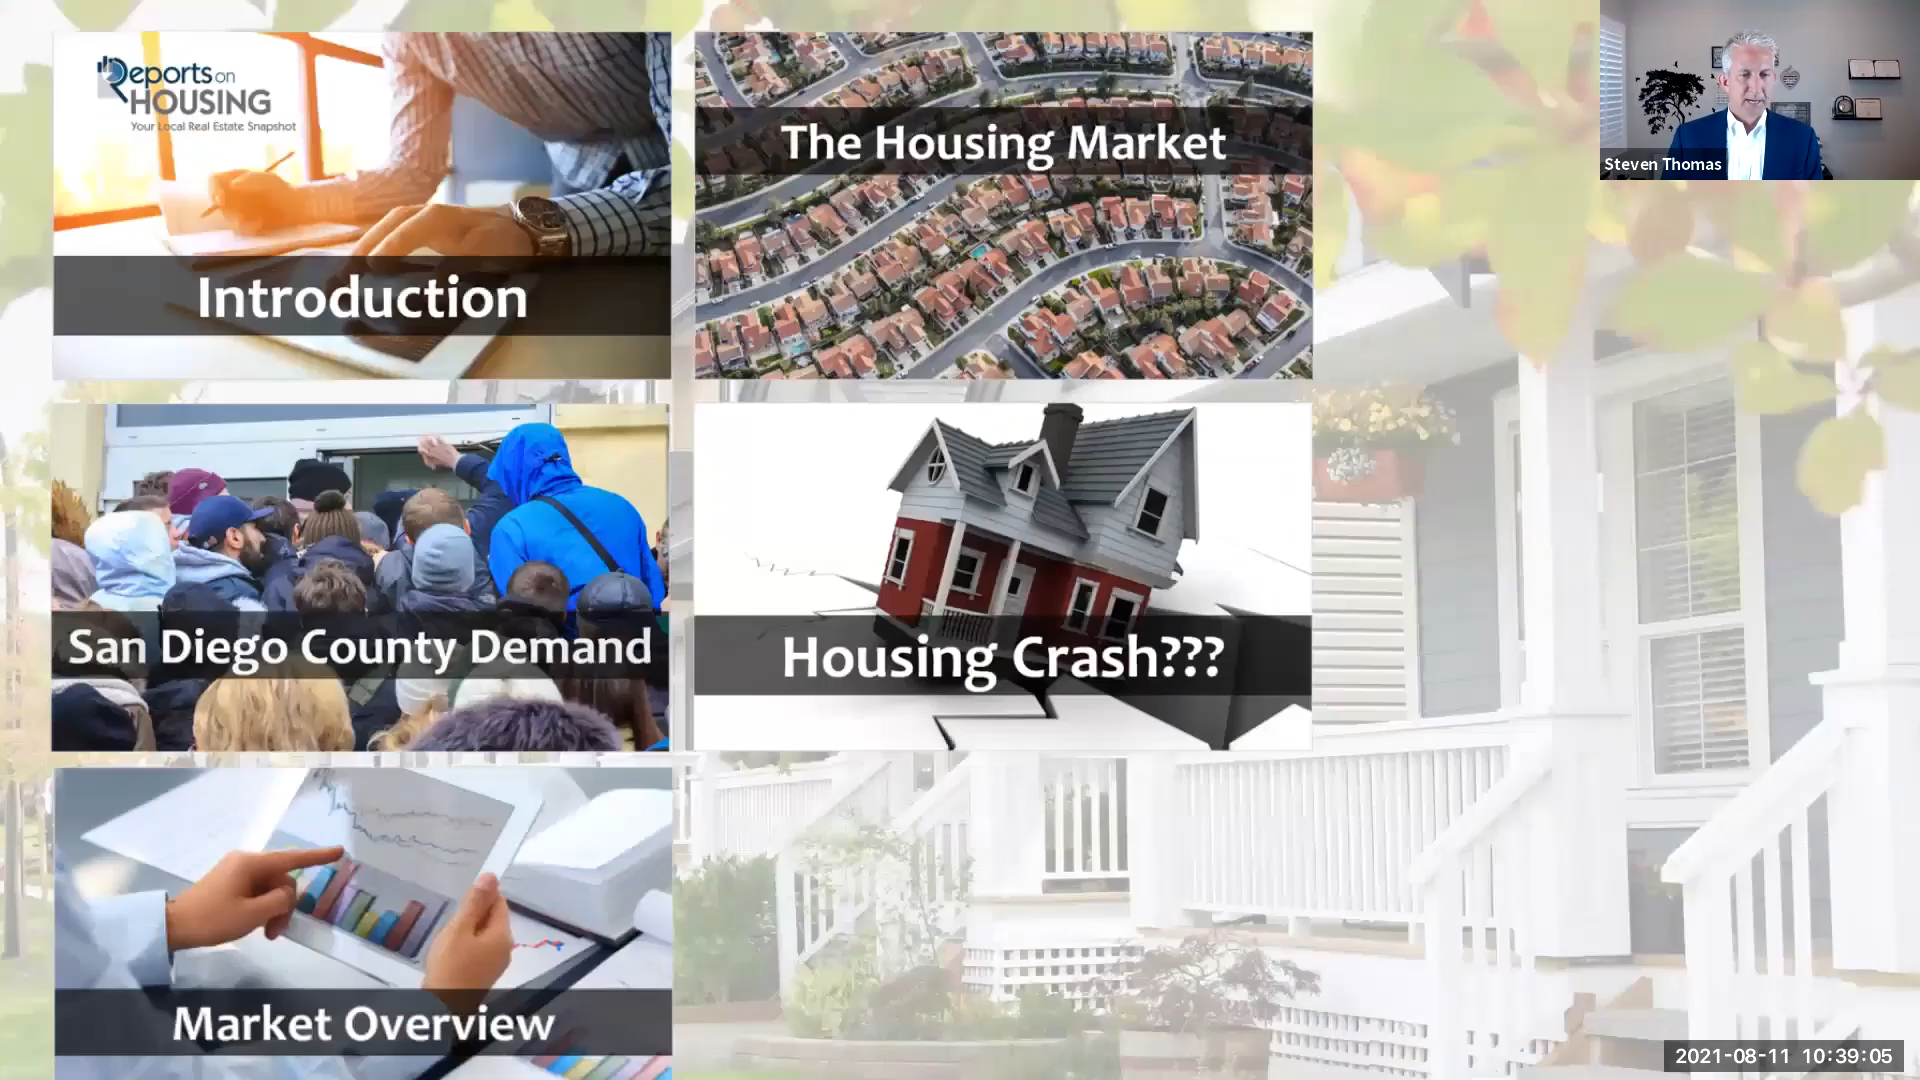 Reports on
HOUSING
Your Local Real Estate Snapshot
Introduction
The Housing Market
Steven Thomas
San Diego County Demand
Housing Crash???
Market Overview
2021-08-11 10:39:05